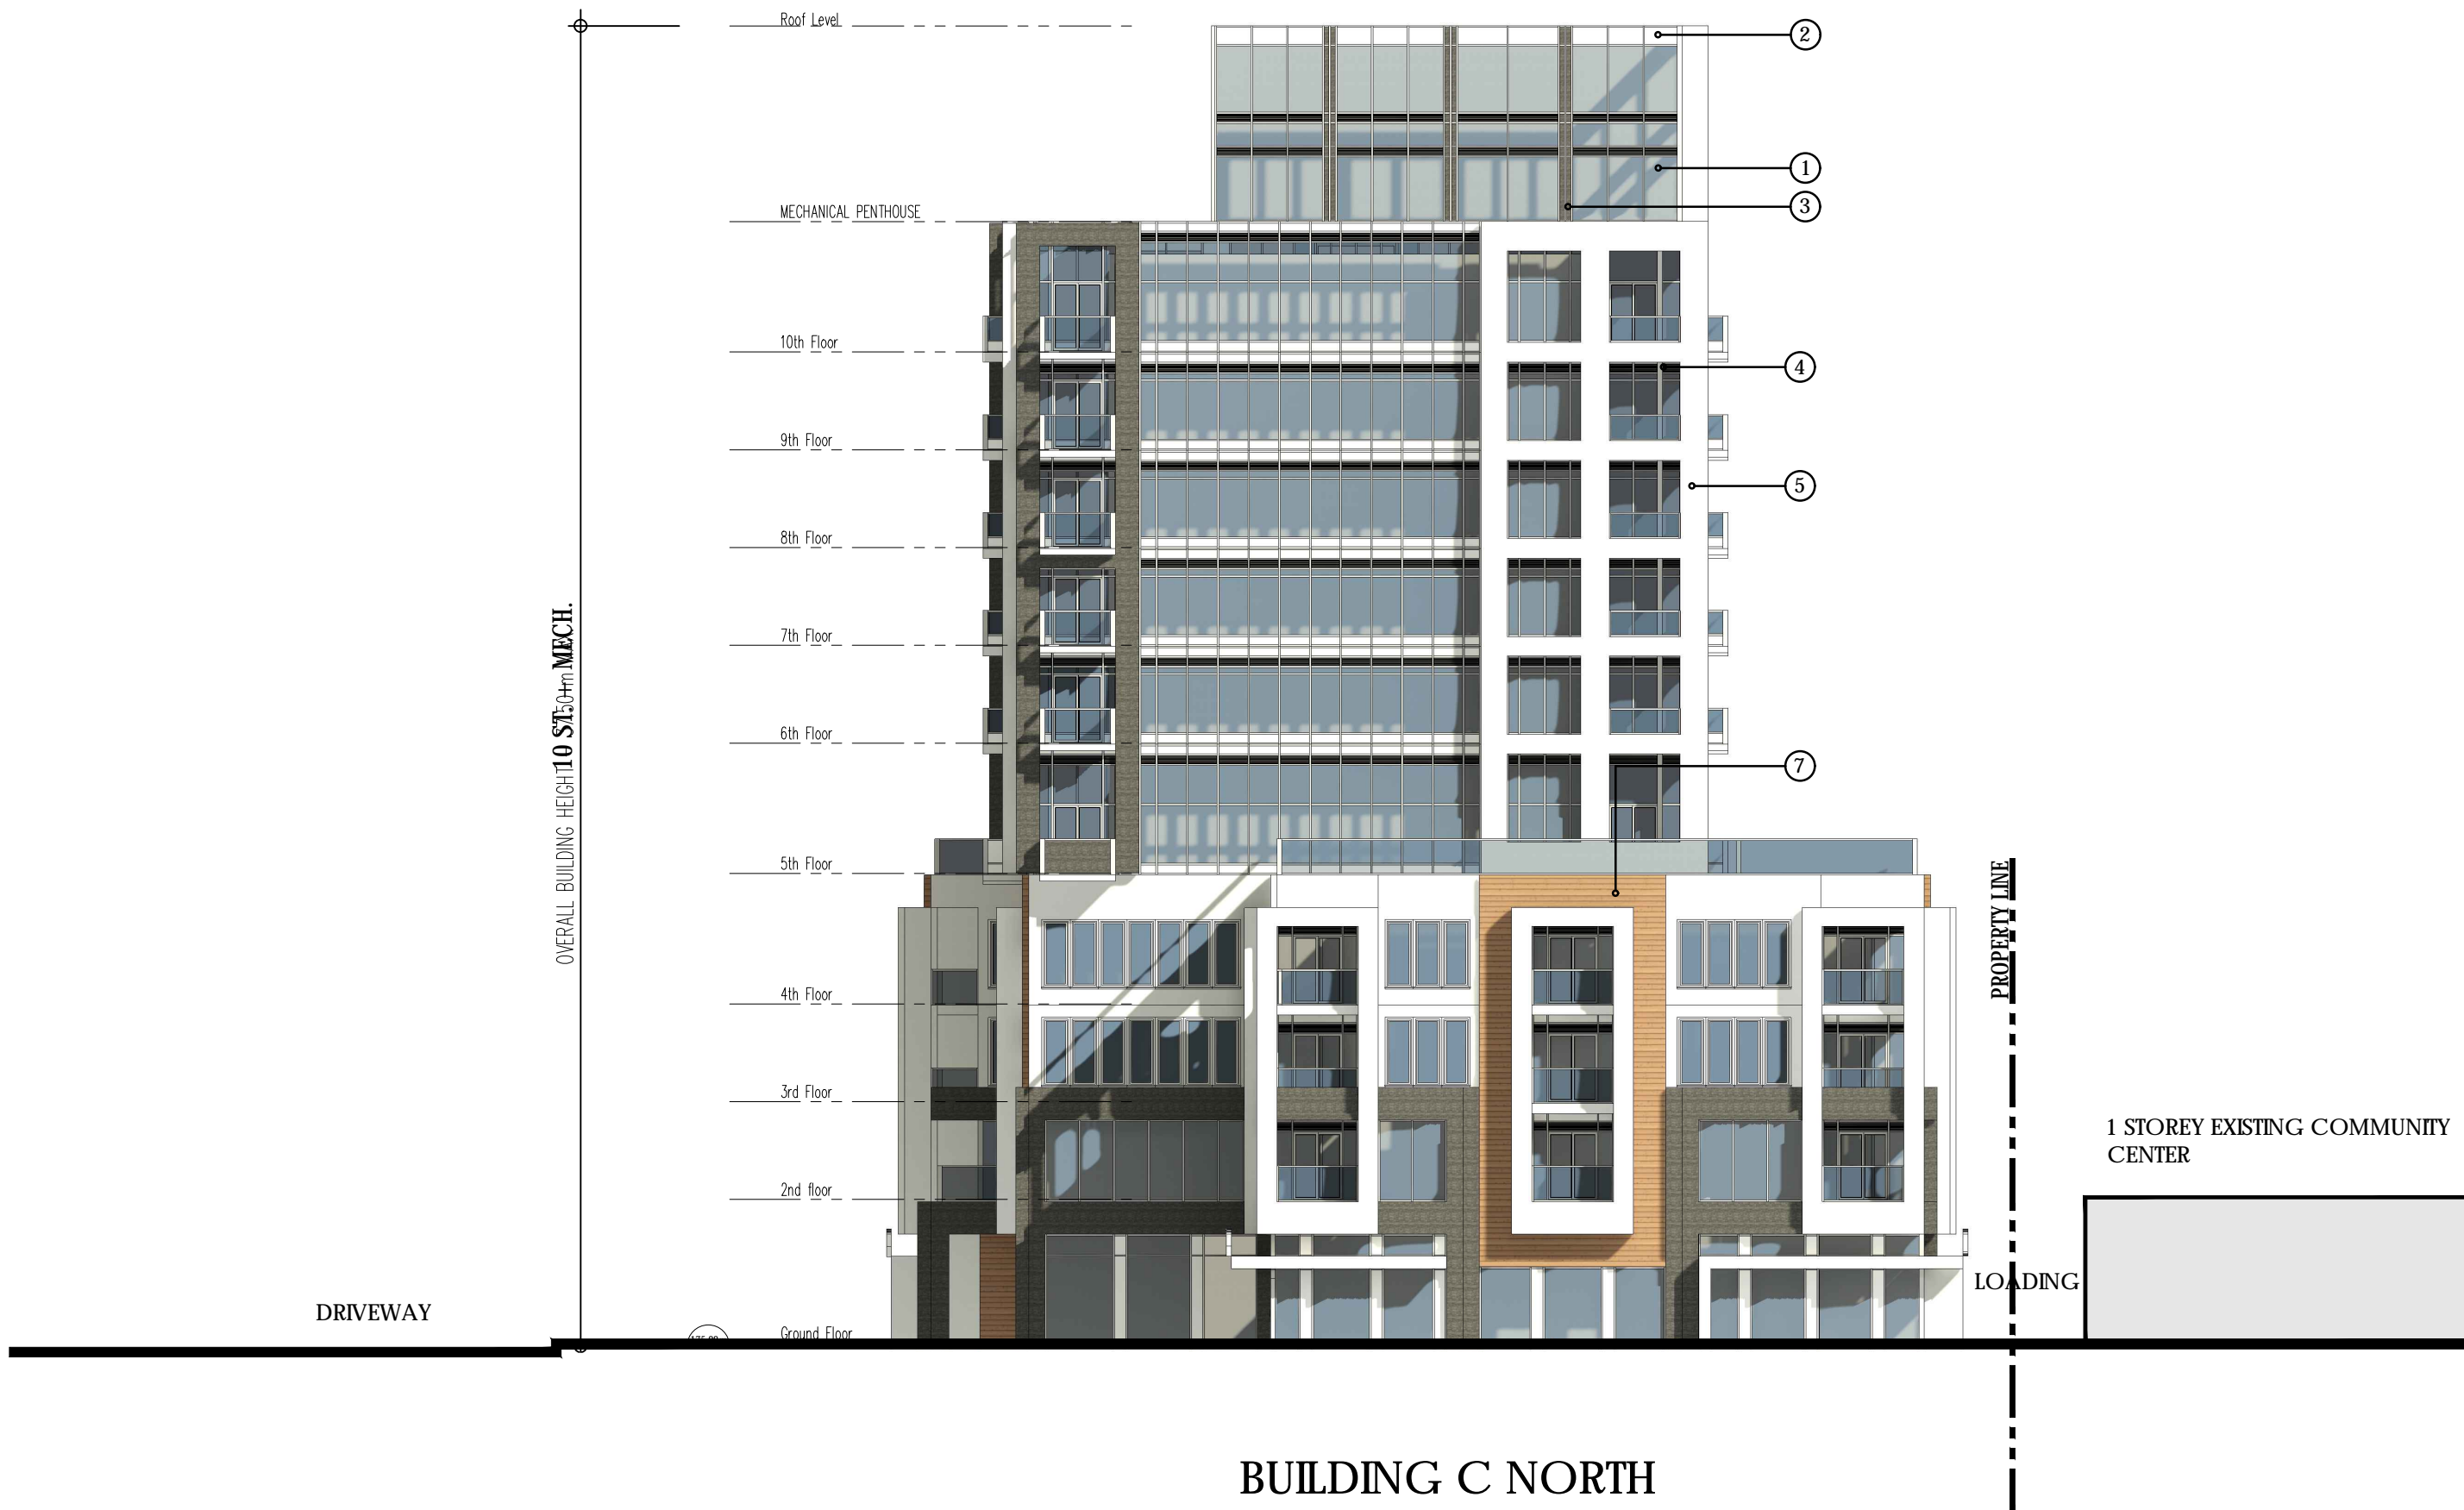 Roof Level
2
1
MECHANICAL PENTHOUSE
3
10th Floor
4
9th Floor
5
8th Floor
7th Floor
10 ST. + MECH.
OVERALL BUILDING HEIGHT
6th Floor
7
5th Floor
PROPERTY LINE
4th Floor
3rd Floor
1 STOREY EXISTING COMMUNITY
CENTER
2nd floor
LOADING
DRIVEWAY
Ground Floor
BUILDING C NORTH